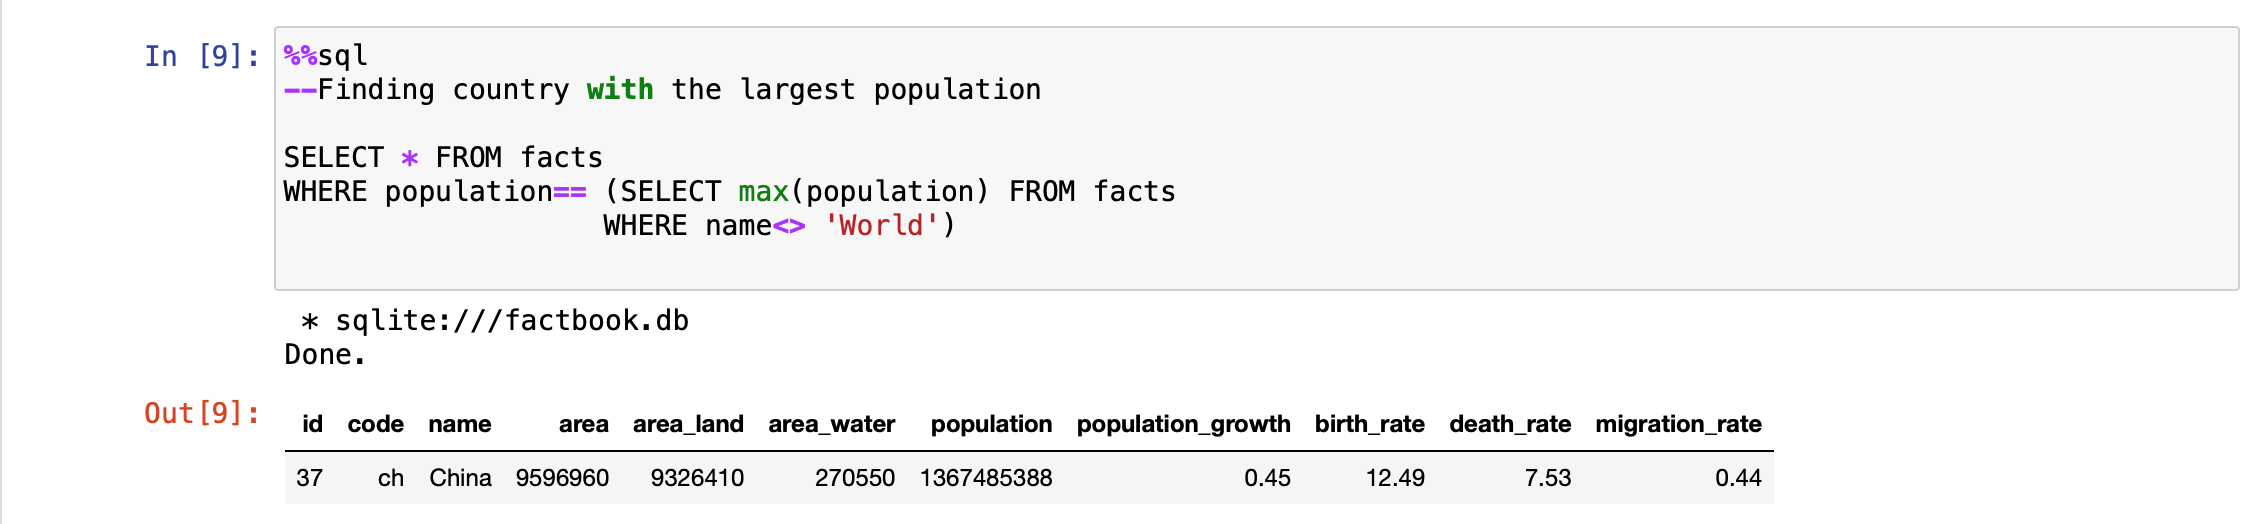 In [9]:
%%sql
--Finding country with the largest population
SELECT * FROM facts
WHERE population== (SELECT max(population) FROM facts
WHERE name<> 'World')
* sqlite:///factbook.db
Done.
Out[9]:
id code name area area_land area_water population population_growth birth_rate death_rate migration_rate
37 ch China 9596960 9326410 270550 1367485388 0.45 12.49 7.53 0.44